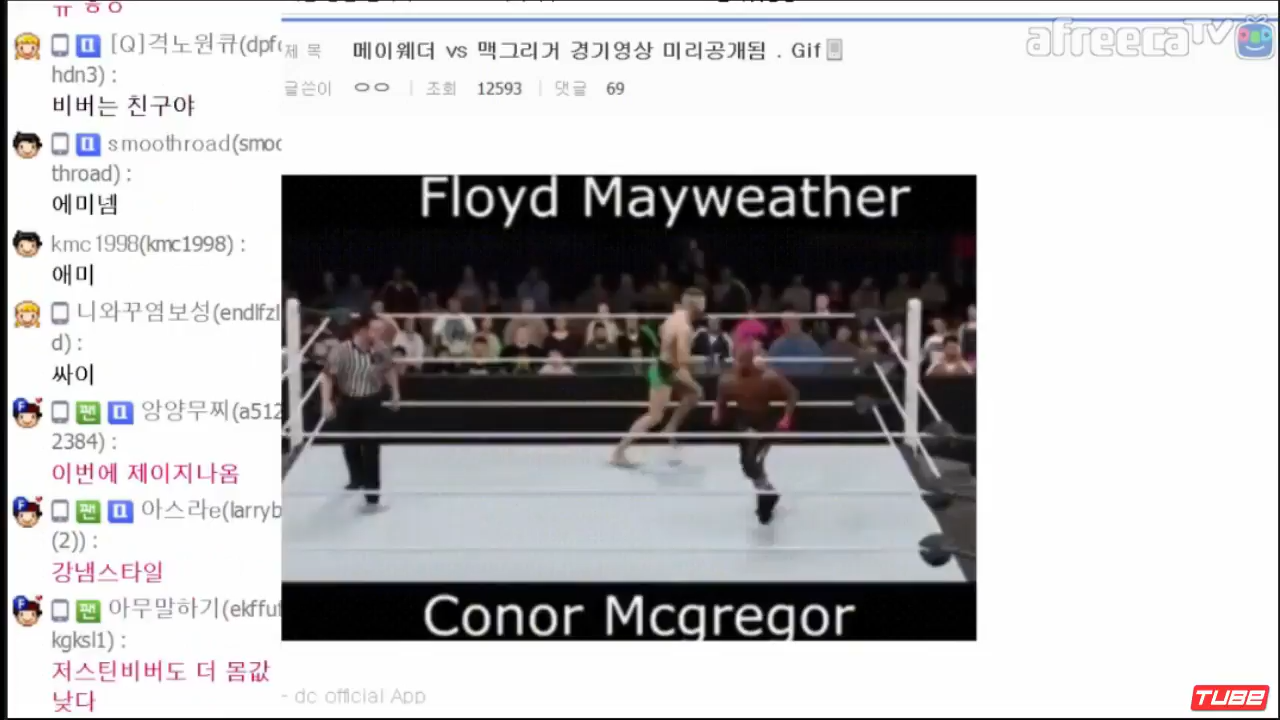 ㅠ ㅎㅇ
[Q]격노원큐(dpf
hdn3) :
비버는 친구야
smoothroad(smoo
throad) :
에미넴
kmc1998(kmc1998) :
애미
니와꾸염보성(endlfzl
d) :
싸이
팬 앙양무찌(a512
2384) :
이번에 제이지나옴
팬 아스라e(larryb
(2)) :
강냄스타일
팬 아무말하기(ekffuf
kgksl1) :
저스틴비버도 더 몸값
낮다
제 목 메이웨더 vs 맥그리거 경기영상 미리공개됨 . Gif
글쓴이 ㅇㅇ | 조회 12593 | 댓글 69
afreecaTV
Floyd Mayweather
Conor Mcgregor
- dc official App
TUBE